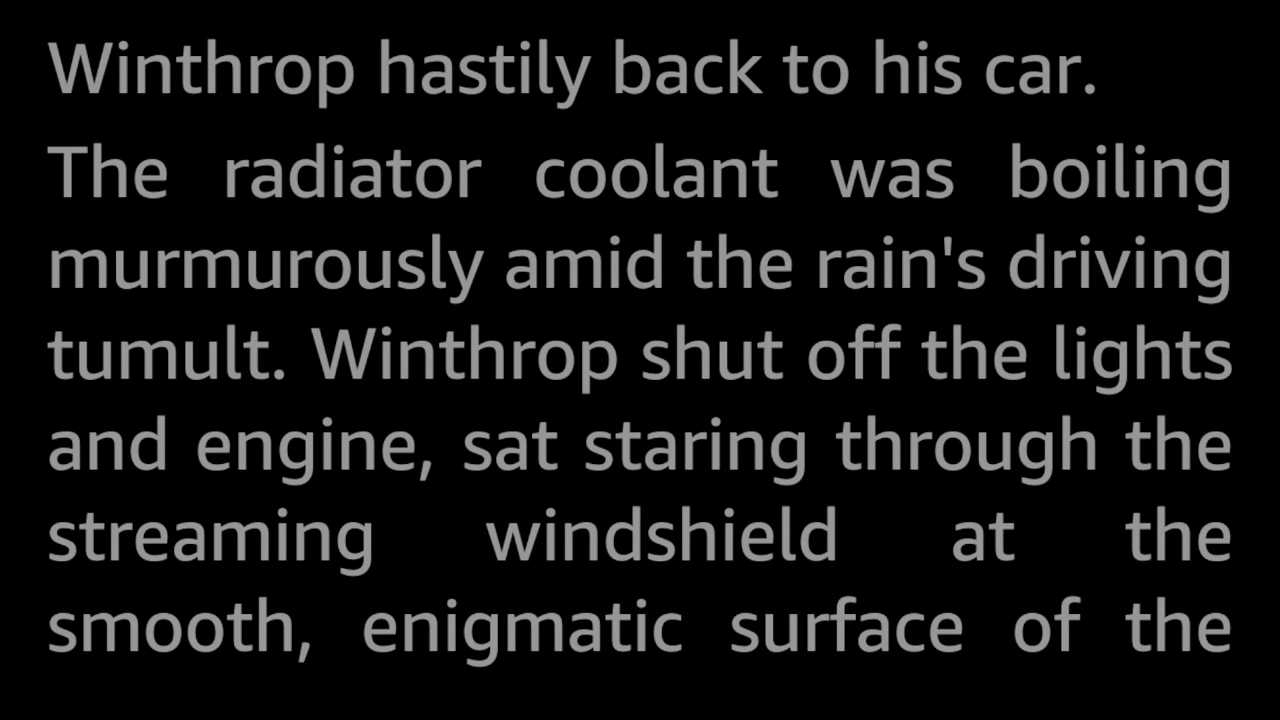 Winthrop hastily back to his car.
The radiator coolant was boiling
murmurously amid the rain's driving
tumult. Winthrop shut off the lights
and engine, sat staring through the
streaming windshield at the
smooth, enigmatic surface of the